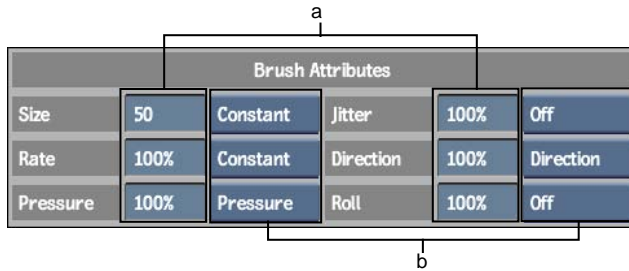 a
Brush Attributes
Size 50 Constant Jitter 100% Off
Rate 100% Constant Direction 100% Direction
Pressure 100% Pressure Roll 100% Off
b